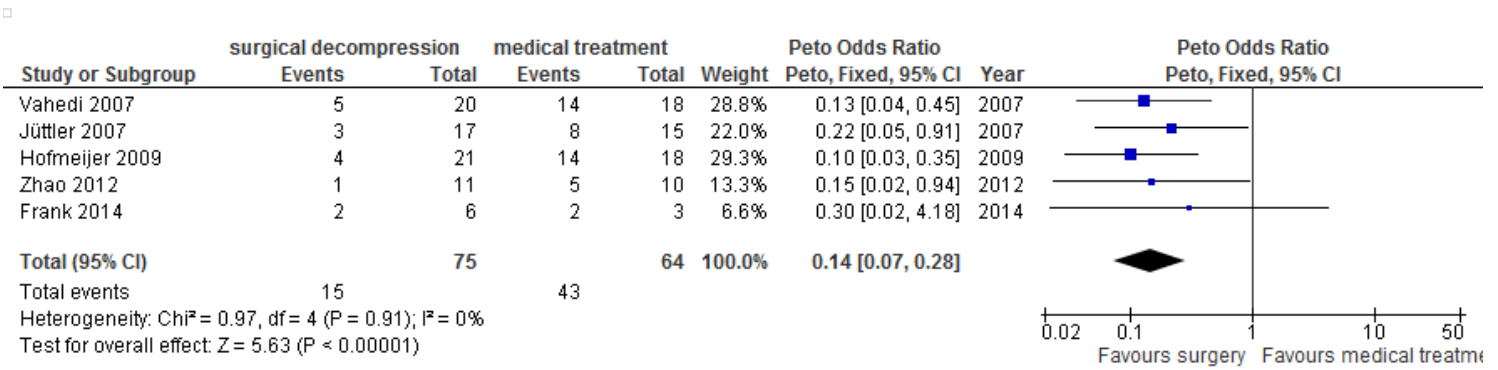 surgical decompression medical treatment Peto Odds Ratio Peto Odds Ratio
Study or Subgroup Events Total Events Total Weight Peto, Fixed, 95% CI Year Peto, Fixed, 95% CI
Vahedi 2007 5 20 14 18 28.8% 0.13 [0.04, 0.45] 2007
Jüttler 2007 3 17 8 15 22.0% 0.22 [0.05, 0.91] 2007
Hofmeijer 2009 4 21 14 18 29.3% 0.10 [0.03, 0.35] 2009
Zhao 2012 1 11 5 10 13.3% 0.15 [0.02, 0.94] 2012
Frank 2014 2 6 2 3 6.6% 0.30 [0.02, 4.18] 2014
Total (95% CI) 75 64 100.0% 0.14 [0.07, 0.28]
Total events 15 43
Heterogeneity: Chi² = 0.97, df = 4 (P = 0.91); I² = 0%
Test for overall effect: Z = 5.63 (P < 0.00001)
0.02 0.1 1 10 50
Favours surgery Favours medical treatme